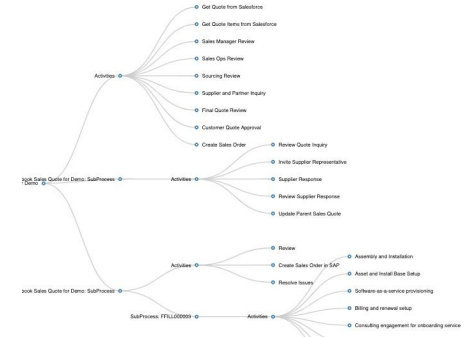 Get Quote from Salesforce
Get Quote Items from Salesforce
Sales Manager Review
Sales Ops Review
Activities
Sourcing Review
Supplier and Partner Inquiry
Final Quote Review
Customer Quote Approval
Create Sales Order
Review Quote Inquiry
Invite Supplier Representative
ook Sales Quote for Demo: SubProcess
Activities
Supplier Response
Demo
Review Supplier Response
Update Parent Sales Quote
Review
Activities
Create Sales Order in SAP
Assembly and Installation
Resolve Issues
Asset and Install Base Setup
ook Sales Quote for Demo: SubProcess
Software-as-a-service provisioning
Billing and renewal setup
SubProcess: FFILL000003
Activities
Consulting engagement for onboarding service